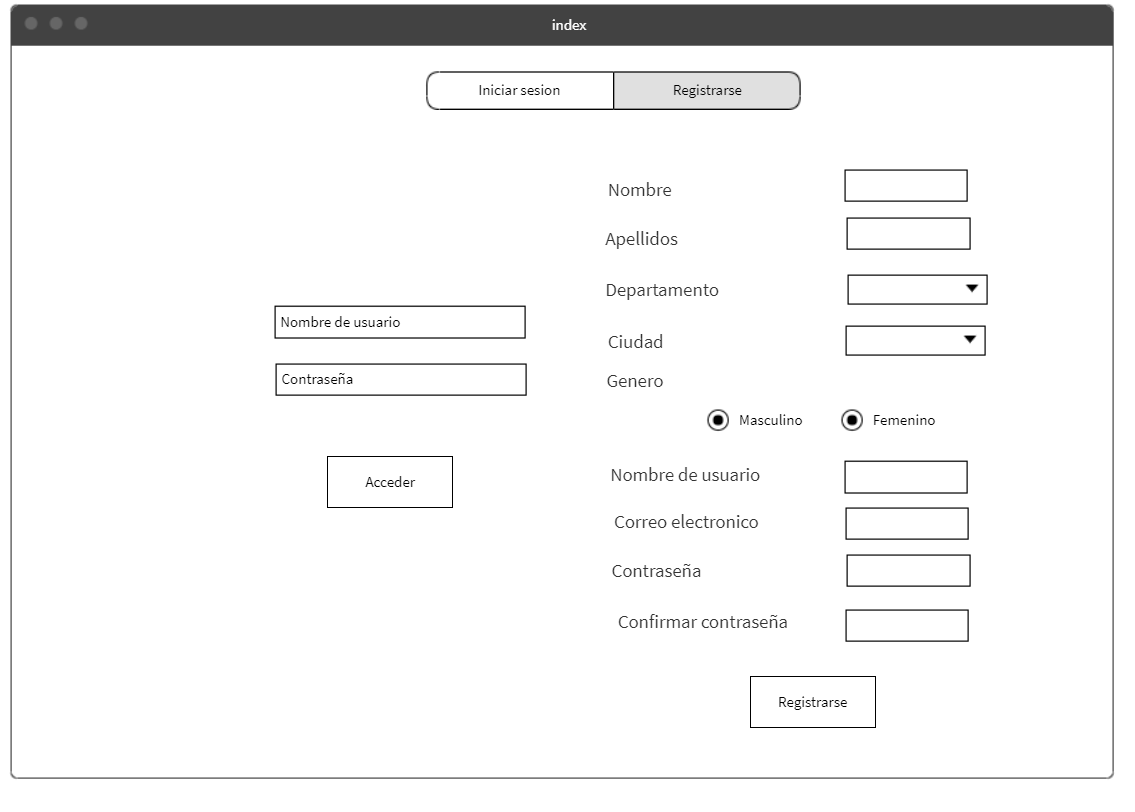 index
Iniciar sesion
Registrarse
Nombre de usuario
Contraseña
Acceder
Nombre
Apellidos
Departamento
Ciudad
Genero
Masculino
Femenino
Nombre de usuario
Correo electronico
Contraseña
Confirmar contraseña
Registrarse